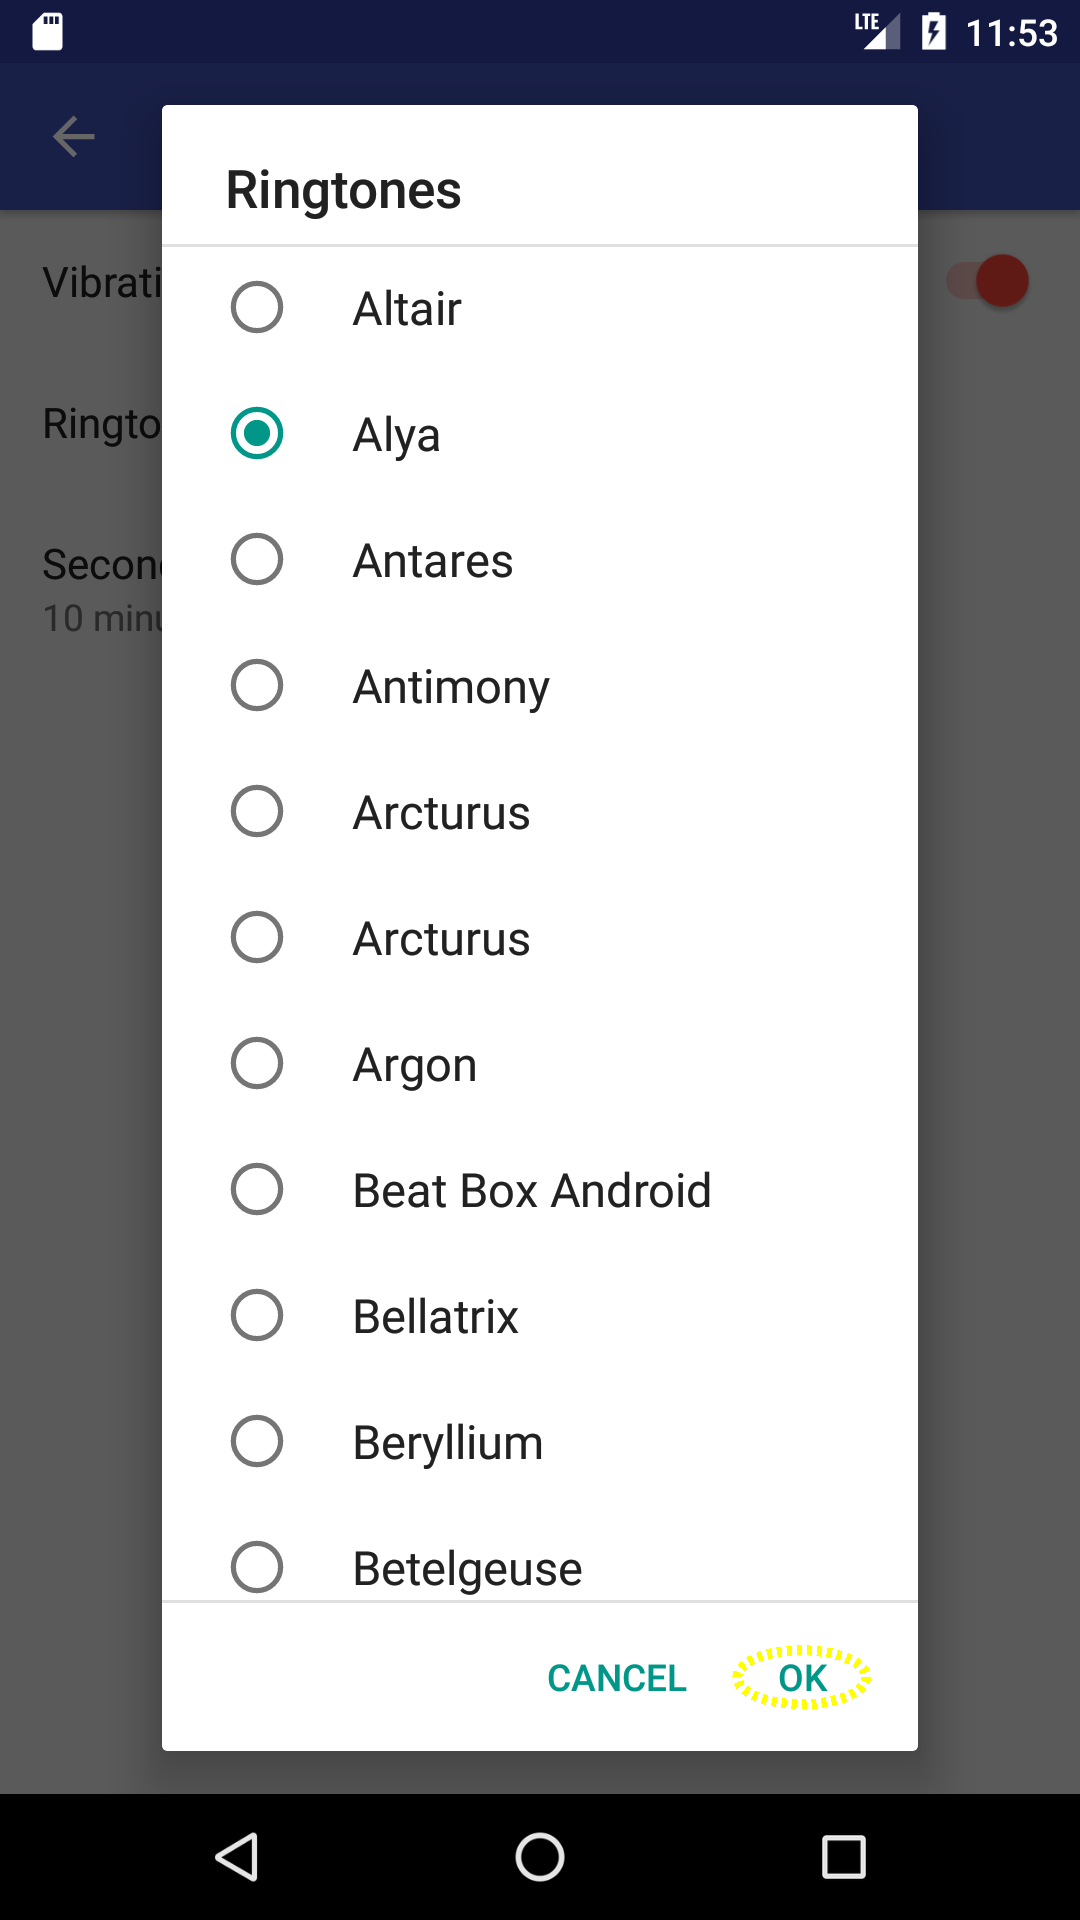 LTE 11:53
Ringtones
Vibrati
Altair
Ringto
Alya
Secon
10 minu
Antares
Antimony
Arcturus
Arcturus
Argon
Beat Box Android
Bellatrix
Beryllium
Betelgeuse
CANCEL OK